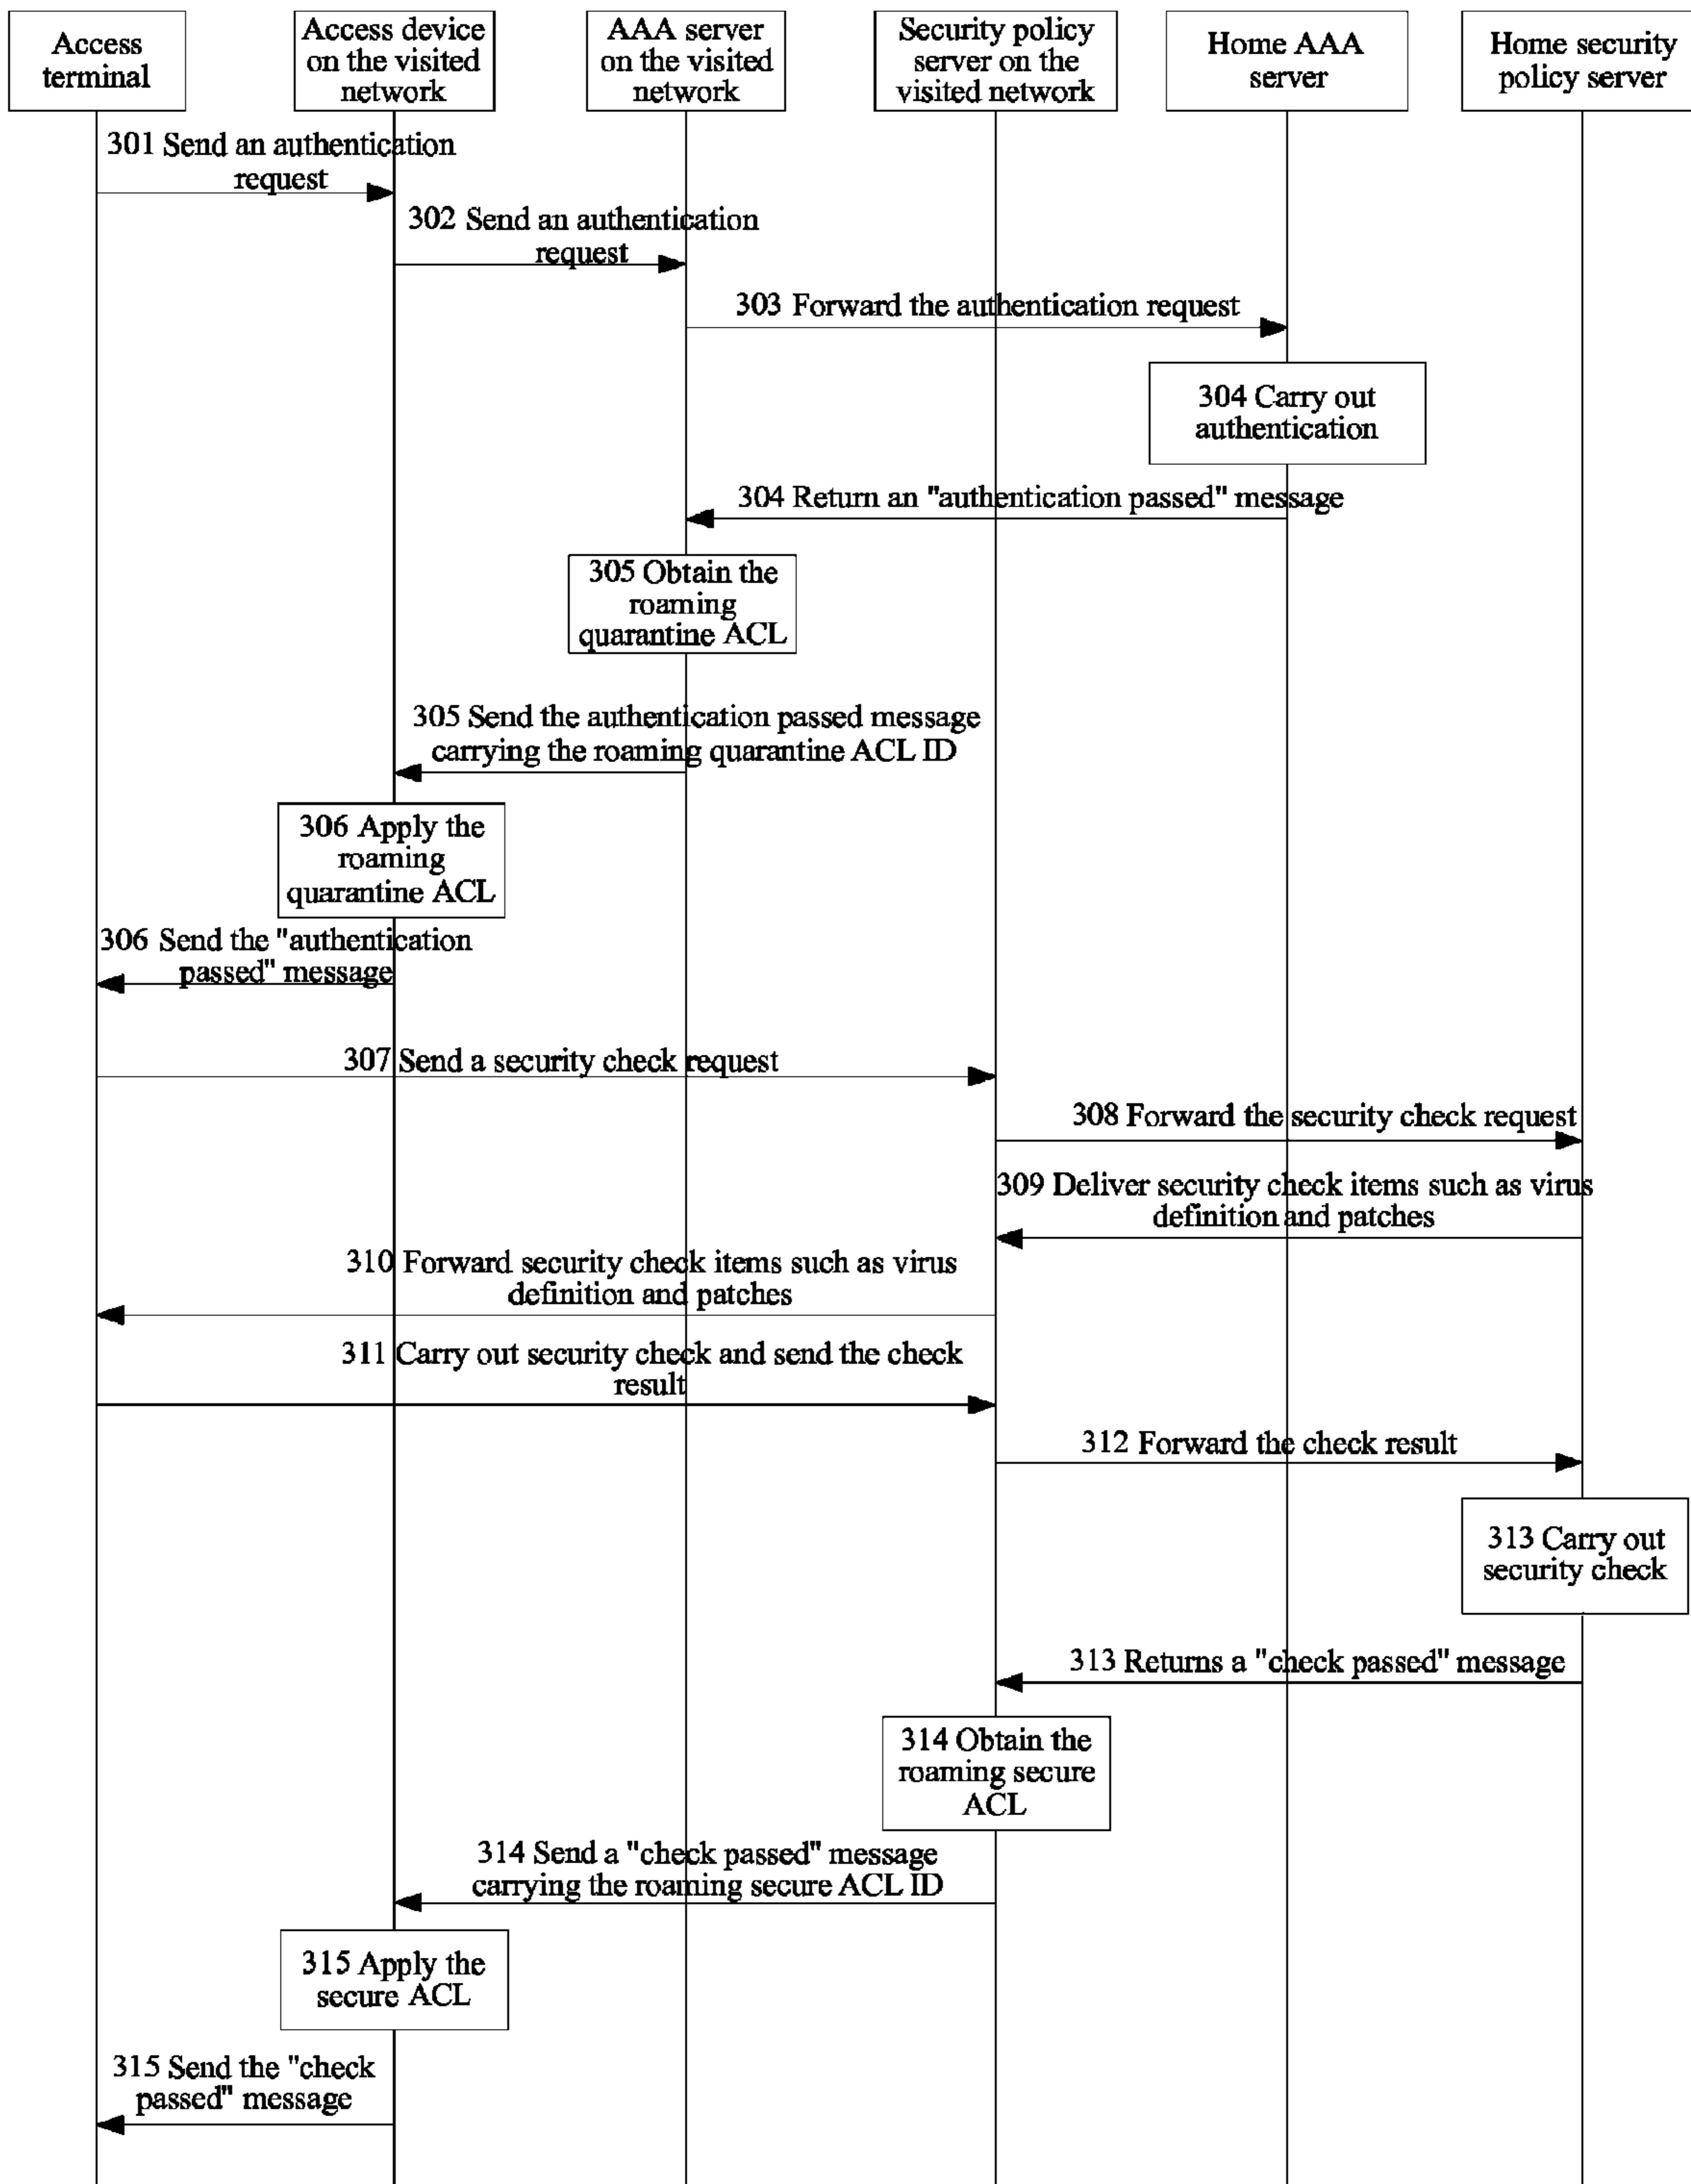 Access
terminal
Access device
on the visited
network
AAA server
on the visited
network
Security policy
server on the
visited network
Home AAA
server
Home security
policy server
301 Send an authentication
request
302 Send an authentication
request
303 Forward the authentication request
304 Carry out
authentication
304 Return an "authentication passed" message
305 Obtain the
roaming
quarantine ACL
305 Send the authentication passed message
carrying the roaming quarantine ACL ID
306 Apply the
roaming
quarantine ACL
306 Send the "authentication
passed" message
307 Send a security check request
308 Forward the security check request
309 Deliver security check items such as virus
definition and patches
310 Forward security check items such as virus
definition and patches
311 Carry out security check and send the check
result
312 Forward the check result
313 Carry out
security check
313 Returns a "check passed" message
314 Obtain the
roaming secure
ACL
314 Send a "check passed" message
carrying the roaming secure ACL ID
315 Apply the
secure ACL
315 Send the "check
passed" message